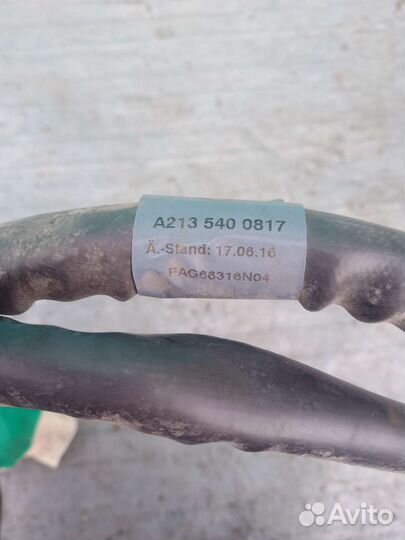 A213 540 0817
Ä.-Stand: 17.06.16
PAG66316N04
Avito